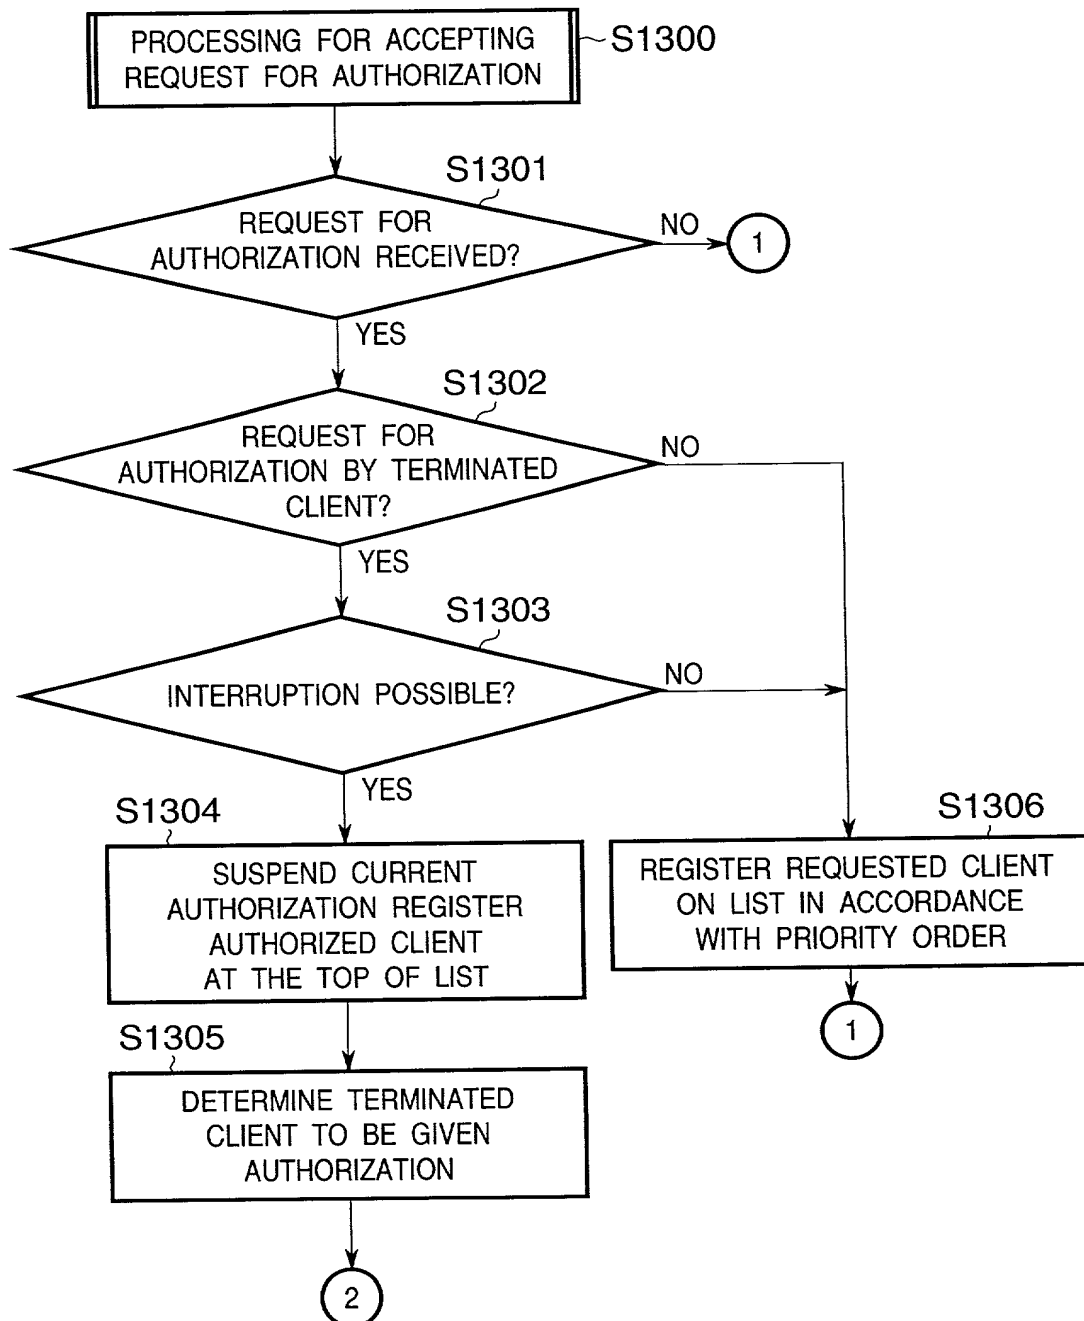 PROCESSING FOR ACCEPTING
REQUEST FOR AUTHORIZATION
S1300
S1301
REQUEST FOR
AUTHORIZATION RECEIVED?
NO
1
YES
S1302
REQUEST FOR
AUTHORIZATION BY TERMINATED
CLIENT?
NO
YES
S1303
INTERRUPTION POSSIBLE?
NO
YES
S1304
SUSPEND CURRENT
AUTHORIZATION REGISTER
AUTHORIZED CLIENT
AT THE TOP OF LIST
S1306
REGISTER REQUESTED CLIENT
ON LIST IN ACCORDANCE
WITH PRIORITY ORDER
1
S1305
DETERMINE TERMINATED
CLIENT TO BE GIVEN
AUTHORIZATION
2